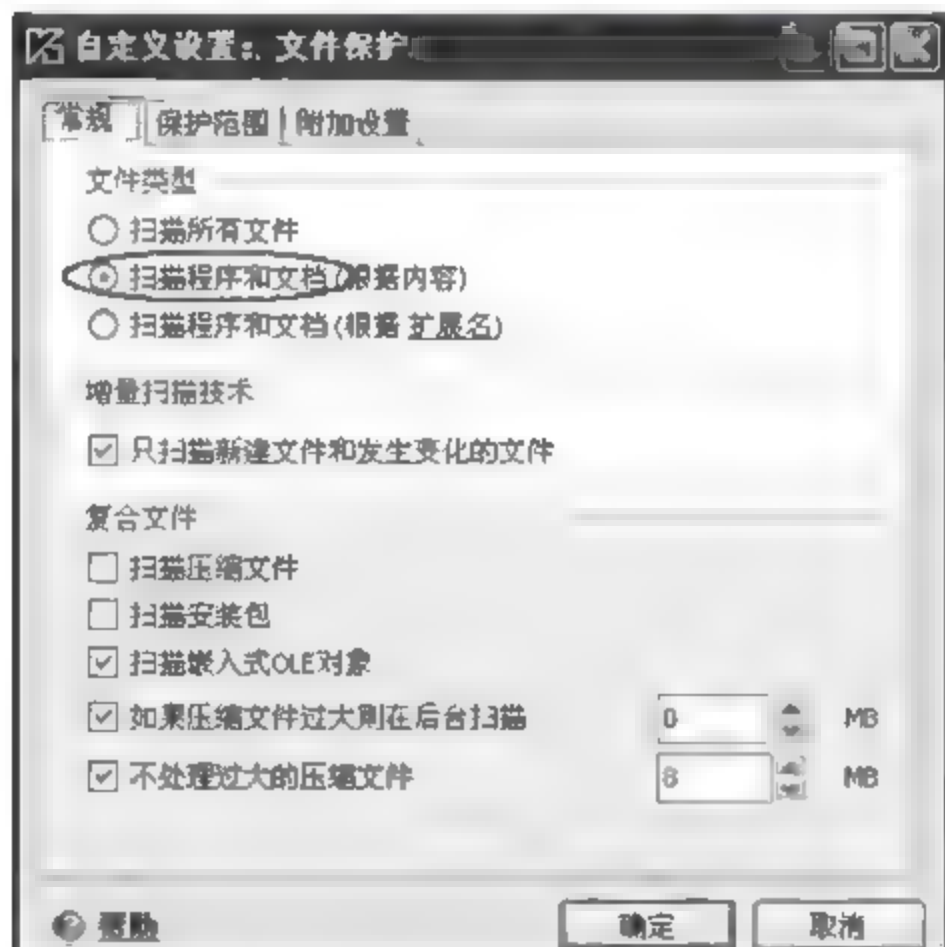 自定义设置: 文件保护
常规 保护范围 附加设置
文件类型
扫描所有文件
扫描程序和文档(根据内容)
扫描程序和文档(根据 扩展名)
增量扫描技术
只扫描新建文件和发生变化的文件
复合文件
扫描压缩文件
扫描安装包
扫描嵌入式OLE对象
如果压缩文件过大则在后台扫描 0 MB
不处理过大的压缩文件 8 MB
帮助 确定 取消